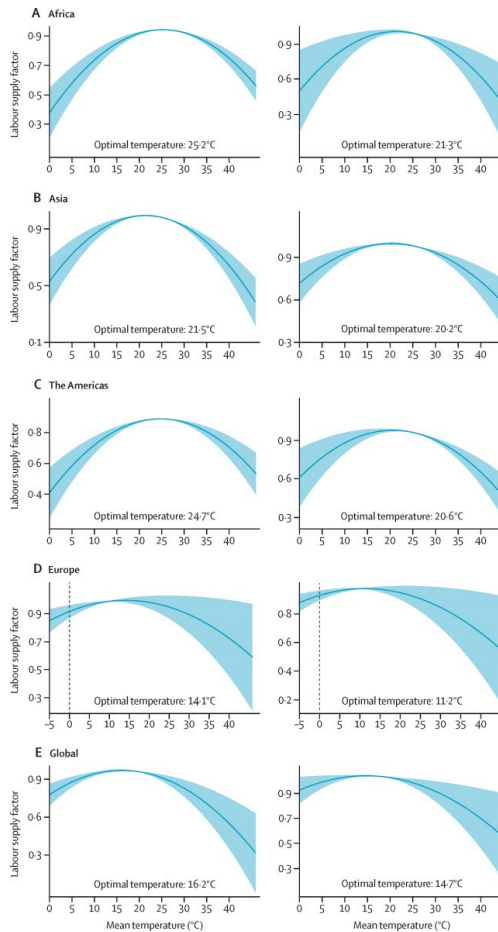 A Africa
Labour supply factor
0·9
0·7
0·5
0·3
Optimal temperature: 25·2°C
0 5 10 15 20 25 30 35 40
0·9
0·6
0·3
Optimal temperature: 21·3°C
0 5 10 15 20 25 30 35 40
B Asia
Labour supply factor
0·9
0·5
0·1
Optimal temperature: 21·5°C
0 5 10 15 20 25 30 35 40
0·9
0·6
0·3
Optimal temperature: 20·2°C
0 5 10 15 20 25 30 35 40
C The Americas
Labour supply factor
0·8
0·6
0·4
Optimal temperature: 24·7°C
0 5 10 15 20 25 30 35 40
0·9
0·6
0·3
Optimal temperature: 20·6°C
0 5 10 15 20 25 30 35 40
D Europe
Labour supply factor
0·9
0·7
0·5
0·3
Optimal temperature: 14·1°C
–5 0 5 10 15 20 25 30 35 40
0·8
0·6
0·4
0·2
Optimal temperature: 11·2°C
–5 0 5 10 15 20 25 30 35 40
E Global
Labour supply factor
0·9
0·6
0·3
Optimal temperature: 16·2°C
0 5 10 15 20 25 30 35 40
Mean temperature (°C)
0·9
0·7
0·5
0·3
Optimal temperature: 14·7°C
0 5 10 15 20 25 30 35 40
Mean temperature (°C)